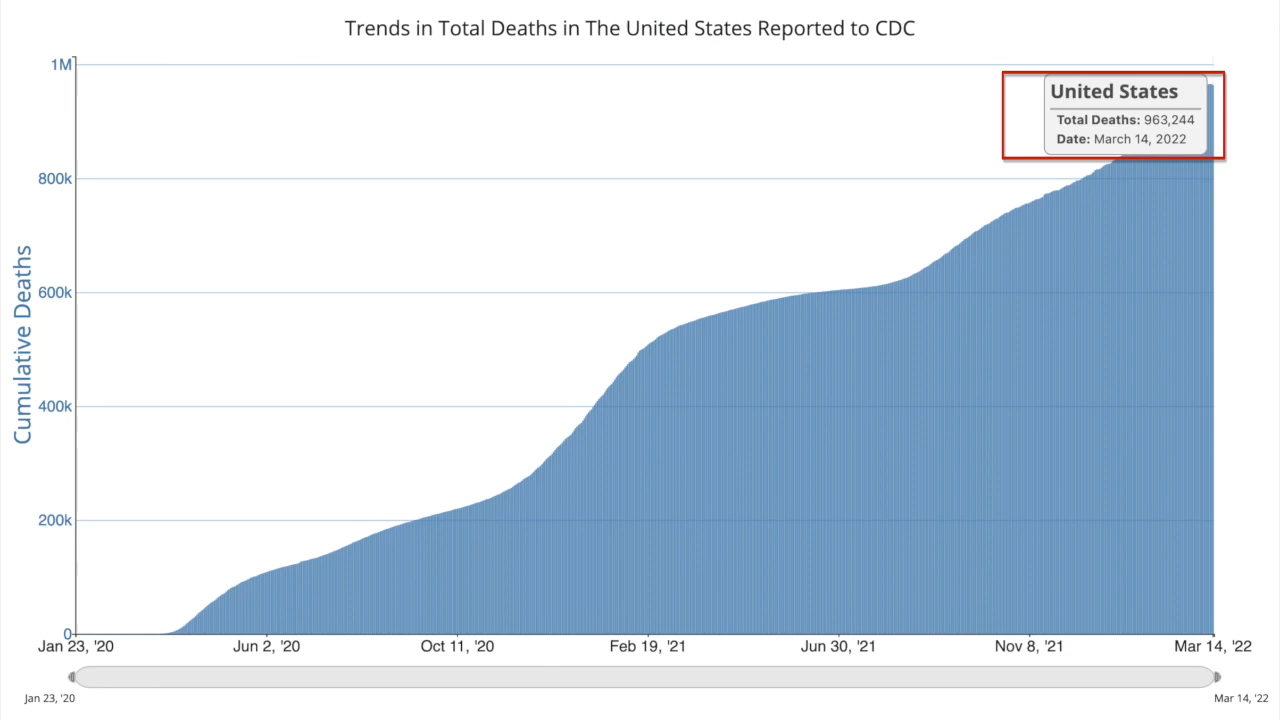 Trends in Total Deaths in The United States Reported to CDC
1M
United States
Total Deaths: 963,244
Date: March 14, 2022
800k
600k
400k
200k
0
Cumulative Deaths
Jan 23, '20
Jun 2, '20
Oct 11, '20
Feb 19, '21
Jun 30, '21
Nov 8, '21
Mar 14, '22
Jan 23, '20
Mar 14, '22